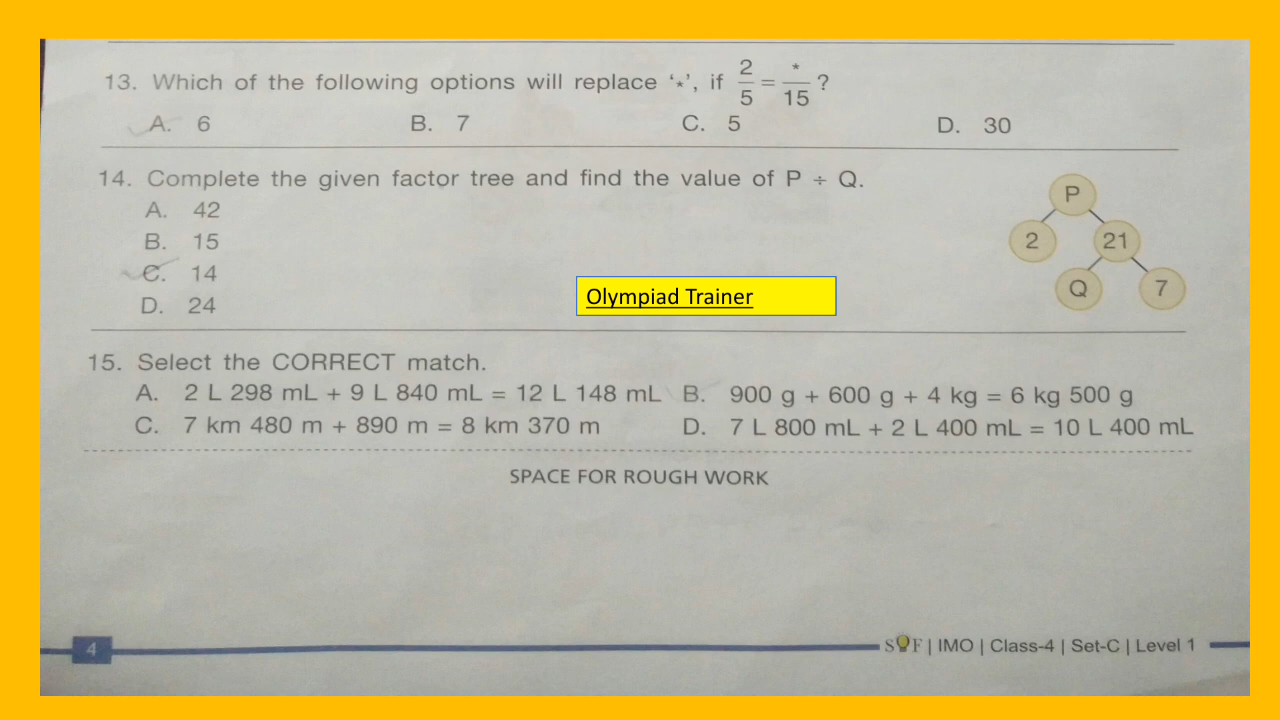 13. Which of the following options will replace ‘*’, if 2/5 = */15 ?
A. 6 B. 7 C. 5 D. 30
14. Complete the given factor tree and find the value of P ÷ Q.
A. 42
B. 15
C. 14
D. 24
P
2 21
Q 7
Olympiad Trainer
15. Select the CORRECT match.
A. 2 L 298 mL + 9 L 840 mL = 12 L 148 mL B. 900 g + 600 g + 4 kg = 6 kg 500 g
C. 7 km 480 m + 890 m = 8 km 370 m D. 7 L 800 mL + 2 L 400 mL = 10 L 400 mL
SPACE FOR ROUGH WORK
4 SOF | IMO | Class-4 | Set-C | Level 1